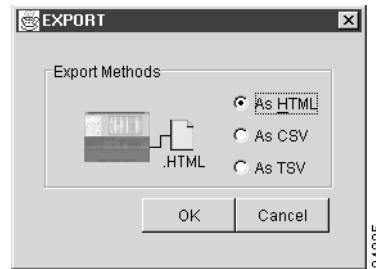 EXPORT
Export Methods
As HTML
As CSV
.HTML
As TSV
OK
Cancel